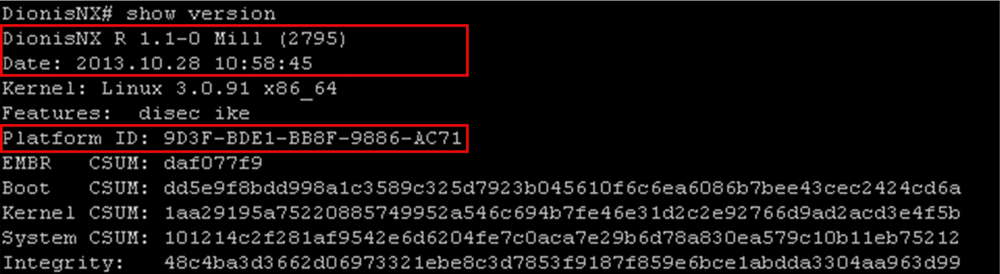 DionisNX# show version
DionisNX R 1.1-0 Mill (2795)
Date: 2013.10.28 10:58:45
Kernel: Linux 3.0.91 x86_64
Features:  disec ike
Platform ID: 9D3F-BDE1-BB8F-9886-AC71
EMBR   CSUM: daf077f9
Boot   CSUM: dd5e9f8bdd998a1c3589c325d7923b045610f6c6ea6086b7bee43cec2424cd6a
Kernel CSUM: 1aa29195a75220885749952a546c694b7fe46e31d2c2e92766d9ad2acd3e4f5b
System CSUM: 101214c2f281af9542e6d6204fe7c0aca7e29b6d78a830ea579c10b11eb75212
Integrity:   48c4ba3d3662d06973321ebe8c3d7853f9187f859e6bce1abdda3304aa963d99